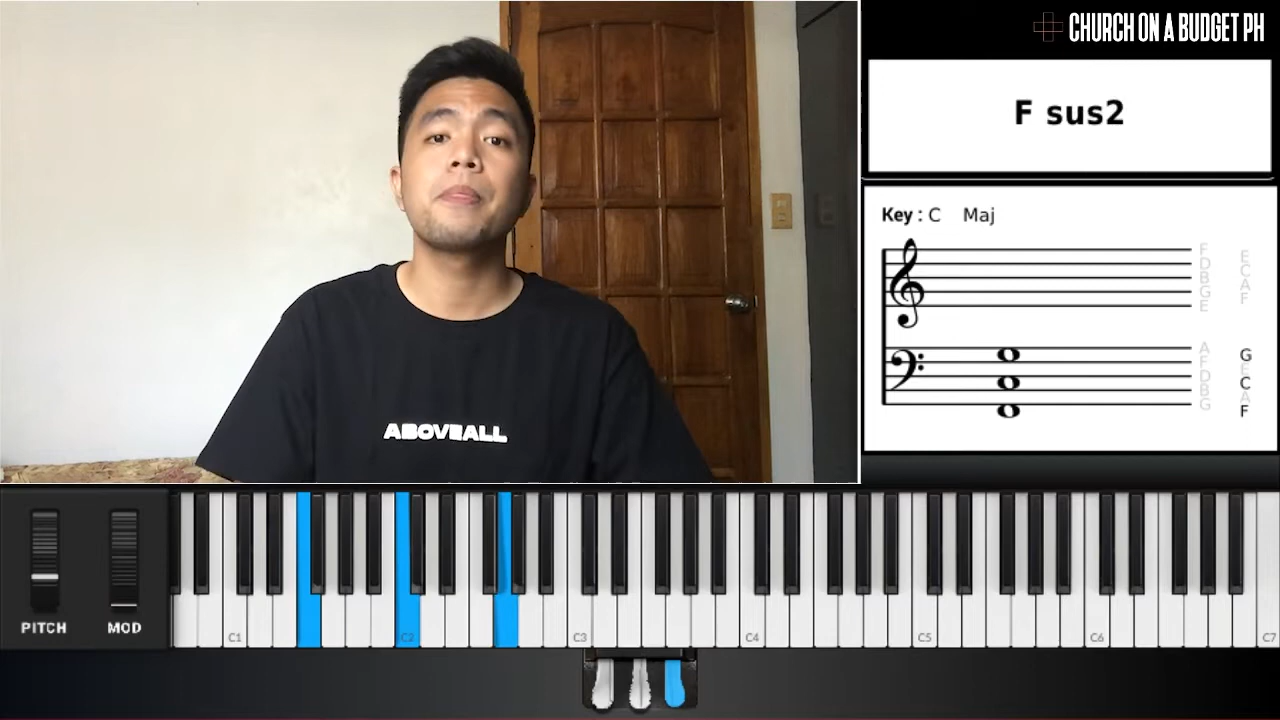 CHURCH ON A BUDGET PH
F sus2
Key : C Maj
F
D
B
G
E
E
C
A
F
A
F
D
B
G
G
E
C
A
F
ABOVEALL
PITCH
MOD
C1
C2
C3
C4
C5
C6
C7